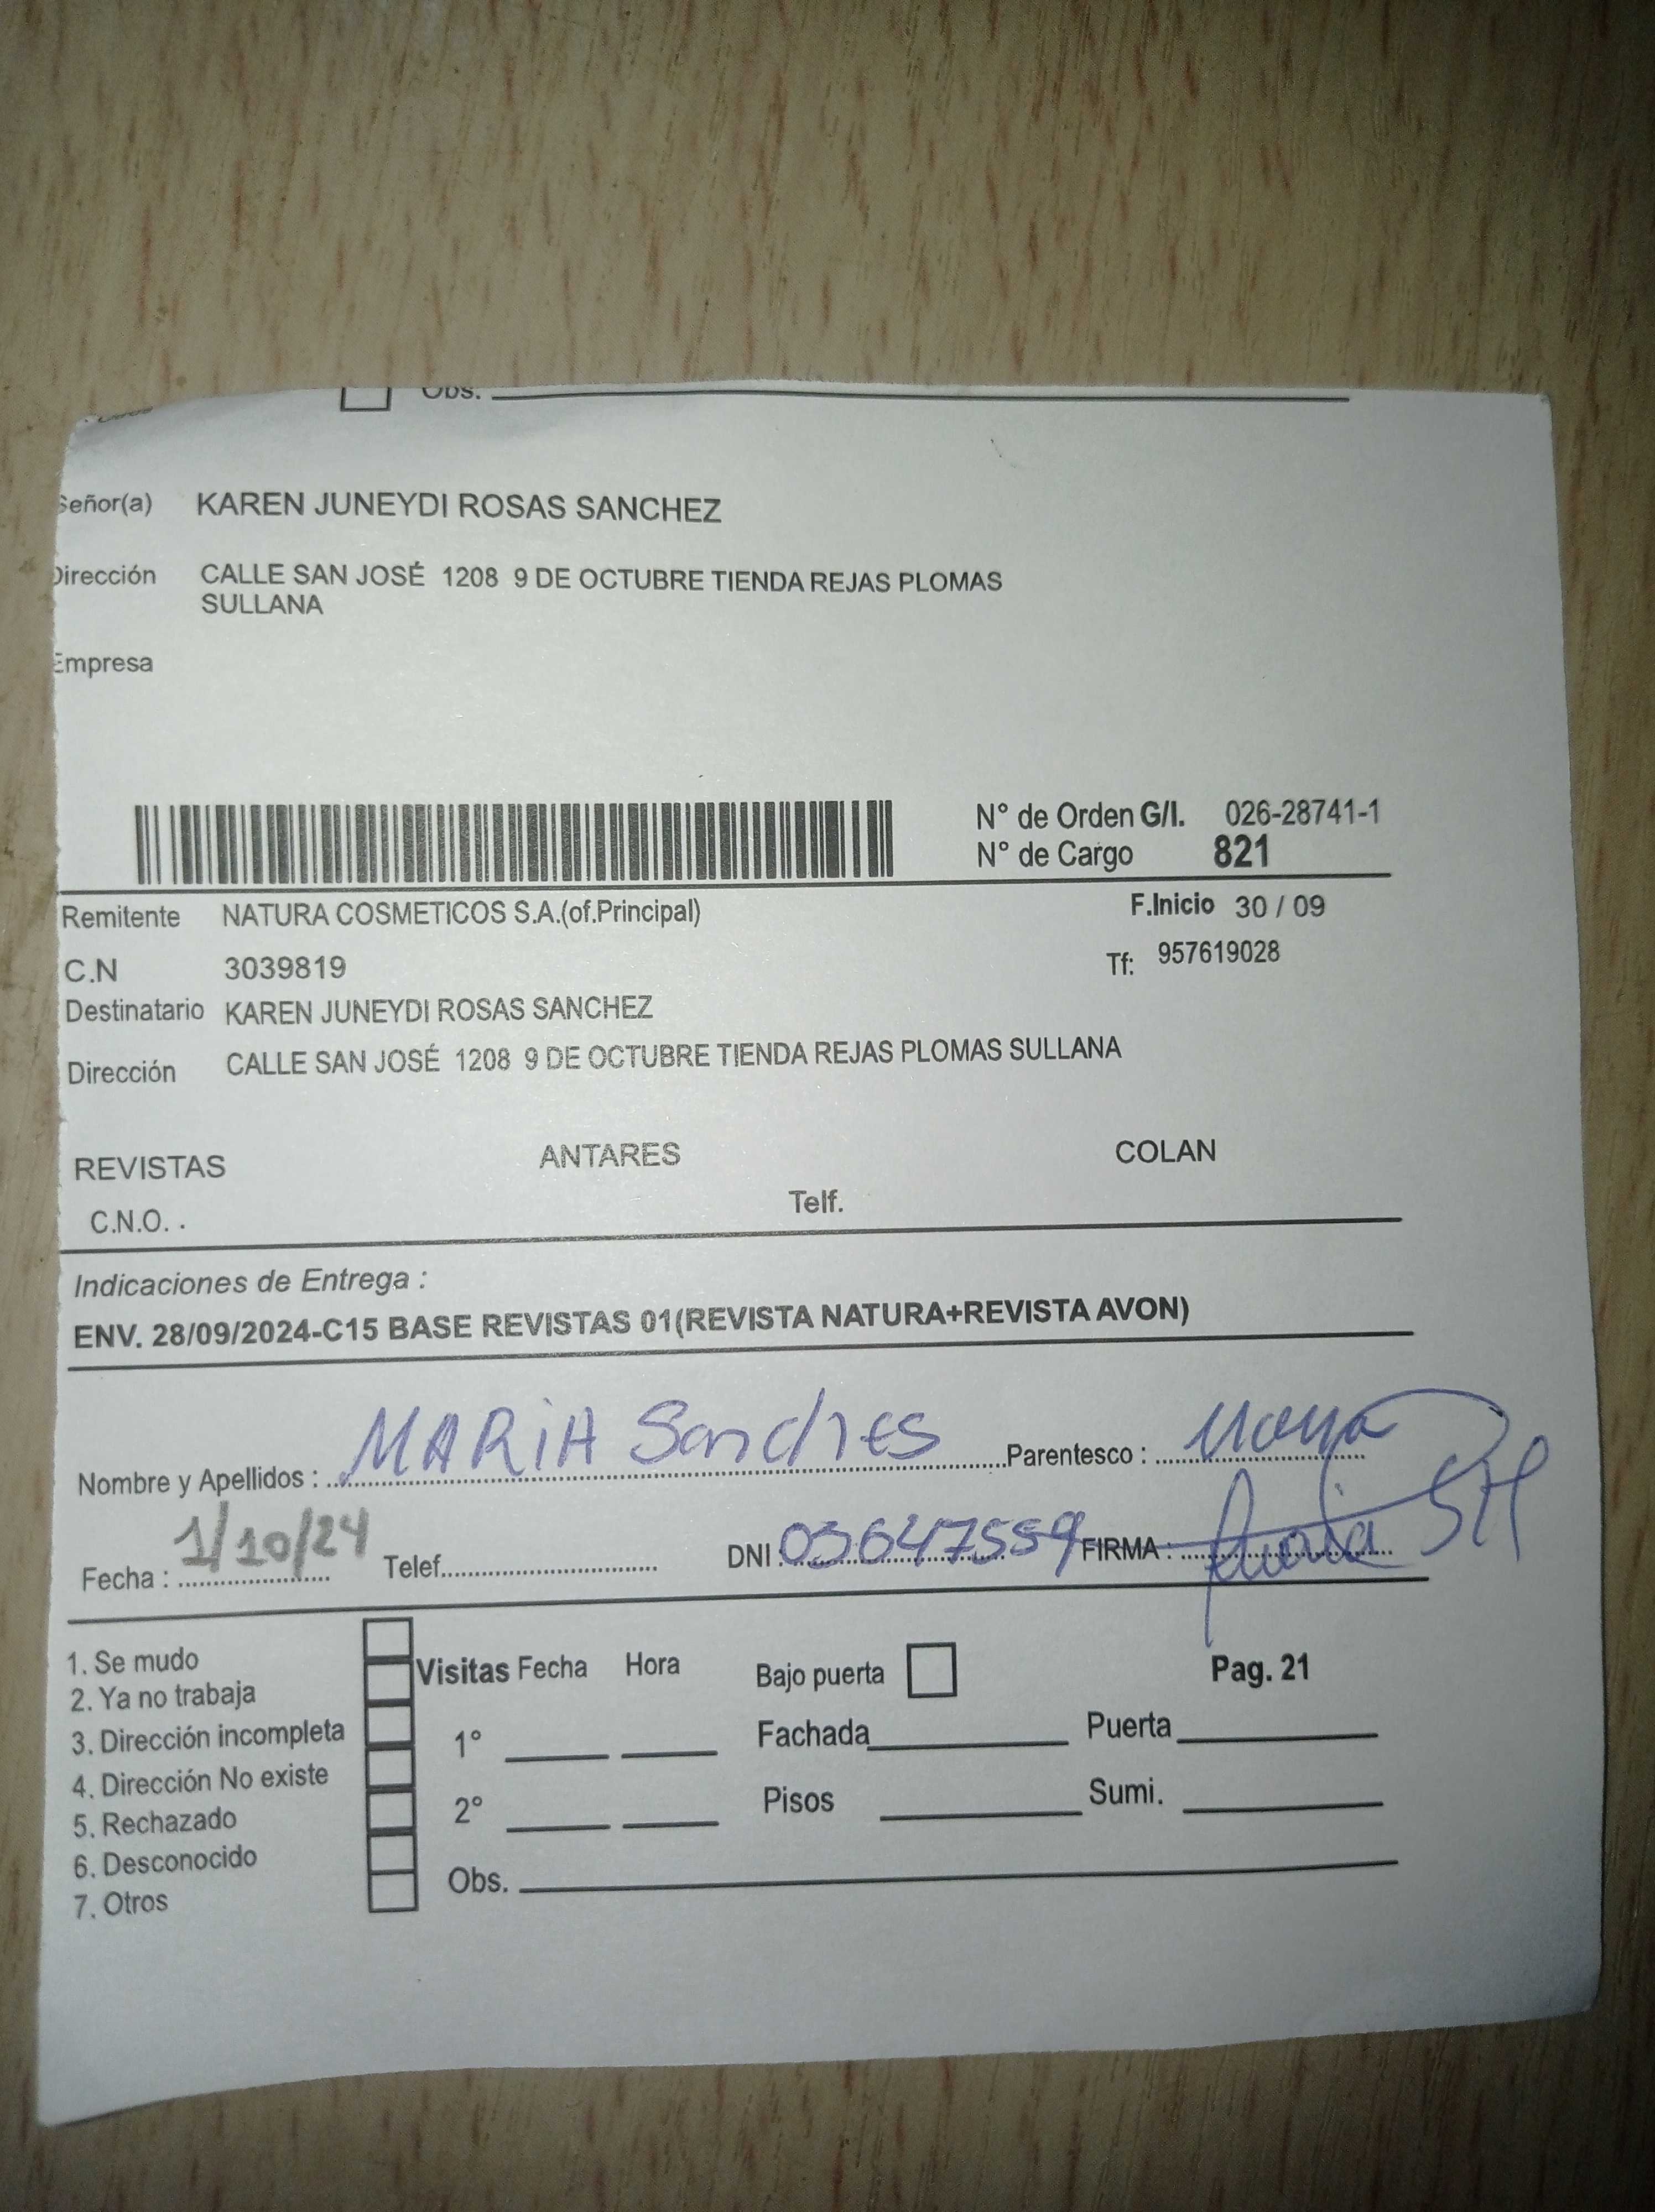 Obs.
Señor(a) KAREN JUNEYDI ROSAS SANCHEZ
Dirección CALLE SAN JOSÉ 1208 9 DE OCTUBRE TIENDA REJAS PLOMAS
SULLANA
Empresa
N° de Orden G/I. 026-28741-1
N° de Cargo 821
Remitente NATURA COSMETICOS S.A.(of.Principal) F.Inicio 30 / 09
C.N 3039819 Tf: 957619028
Destinatario KAREN JUNEYDI ROSAS SANCHEZ
Dirección CALLE SAN JOSÉ 1208 9 DE OCTUBRE TIENDA REJAS PLOMAS SULLANA
REVISTAS ANTARES COLAN
C.N.O. . Telf.
Indicaciones de Entrega :
ENV. 28/09/2024-C15 BASE REVISTAS 01(REVISTA NATURA+REVISTA AVON)
Nombre y Apellidos : MARiA Sanches Parentesco :
Fecha : 1/10/24 Telef. DNI : 03647559 FIRMA :
1. Se mudo
2. Ya no trabaja
3. Dirección incompleta
4. Dirección No existe
5. Rechazado
6. Desconocido
7. Otros
Visitas Fecha Hora Bajo puerta Pag. 21
1° Fachada Puerta
2° Pisos Sumi.
Obs.